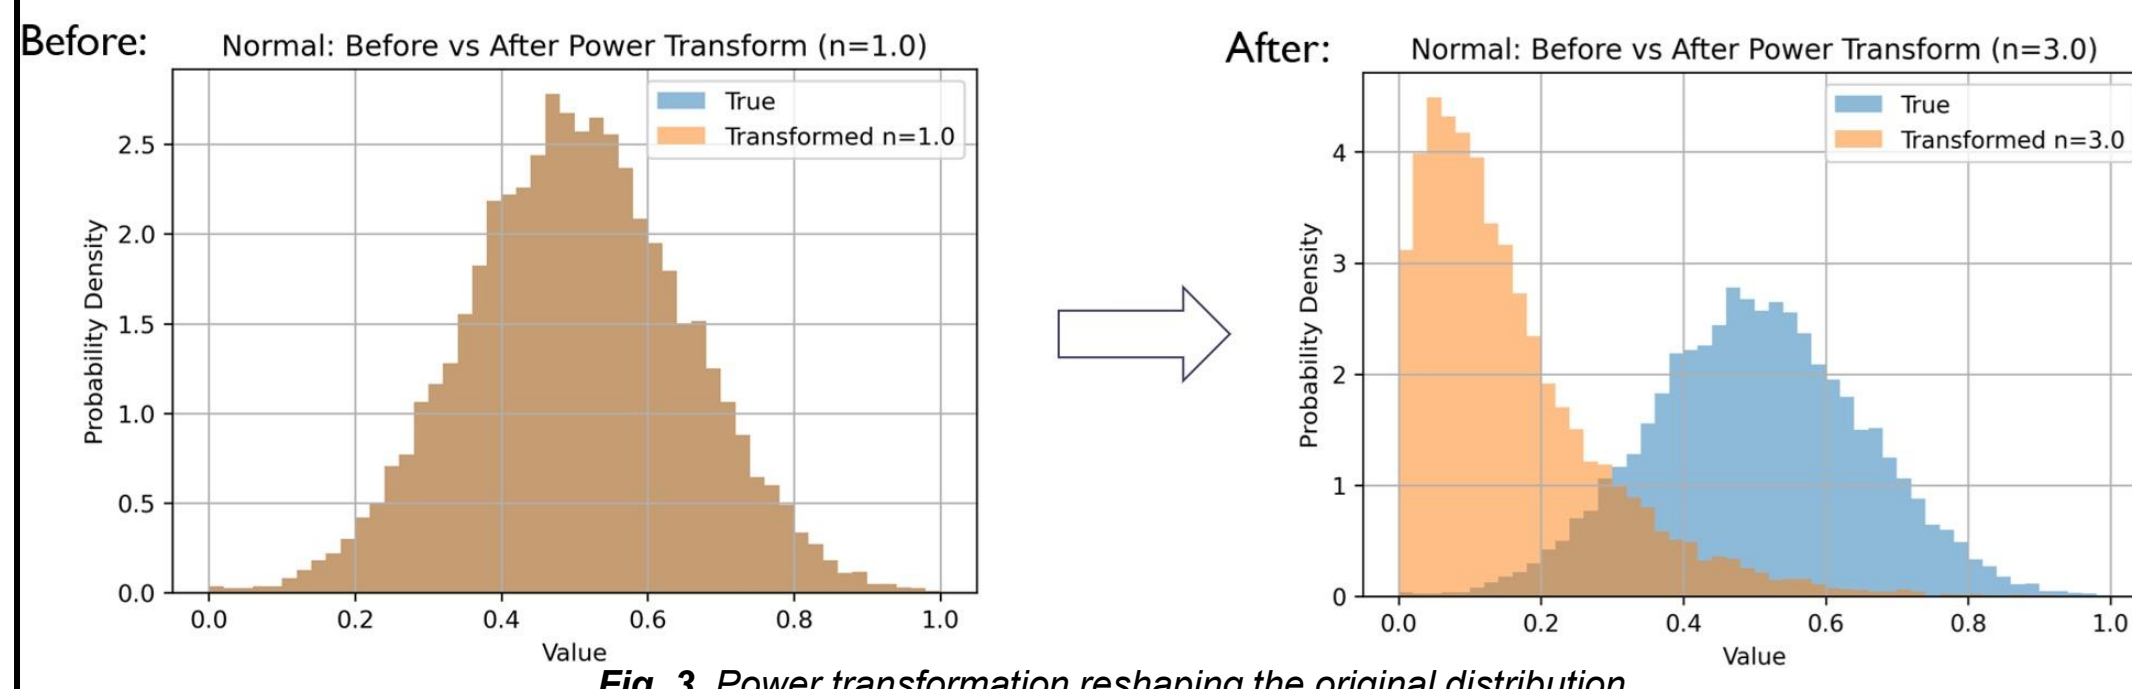 Before:
Normal: Before vs After Power Transform (n=1.0)
True
Transformed n=1.0
Probability Density
2.5
2.0
1.5
1.0
0.5
0.0
0.0 0.2 0.4 0.6 0.8 1.0
Value
After:
Normal: Before vs After Power Transform (n=3.0)
True
Transformed n=3.0
Probability Density
4
3
2
1
0
0.0 0.2 0.4 0.6 0.8 1.0
Value
Fig. 3. Power transformation reshaping the original distribution